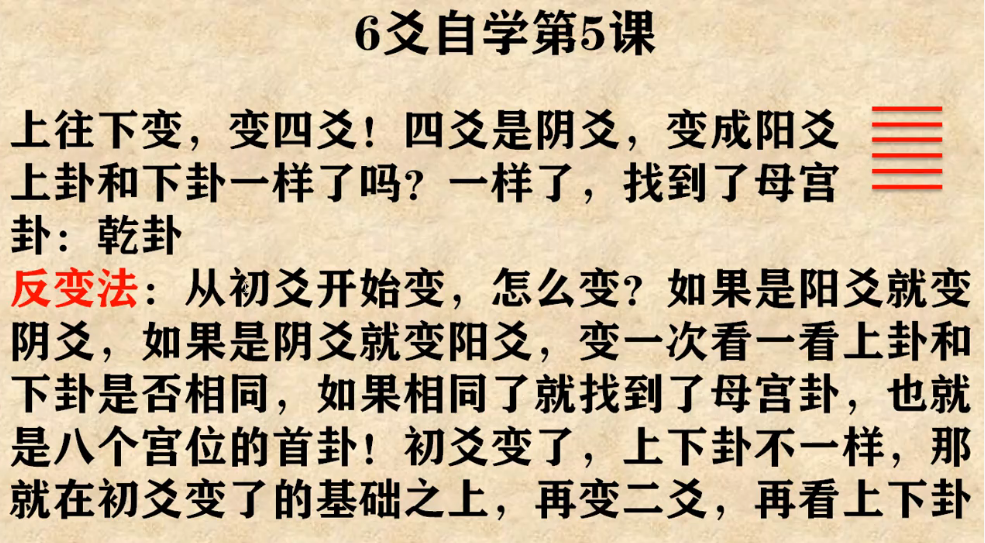 6爻自学第5课
上往下变，变四爻！四爻是阴爻，变成阳爻
上卦和下卦一样了吗？一样了，找到了母宫
卦：乾卦
反变法：从初爻开始变，怎么变？如果是阳爻就变
阴爻，如果是阴爻就变阳爻，变一次看一看上卦和
下卦是否相同，如果相同了就找到了母宫卦，也就
是八个宫位的首卦！初爻变了，上下卦不一样，那
就在初爻变了的基础之上，再变二爻，再看上下卦